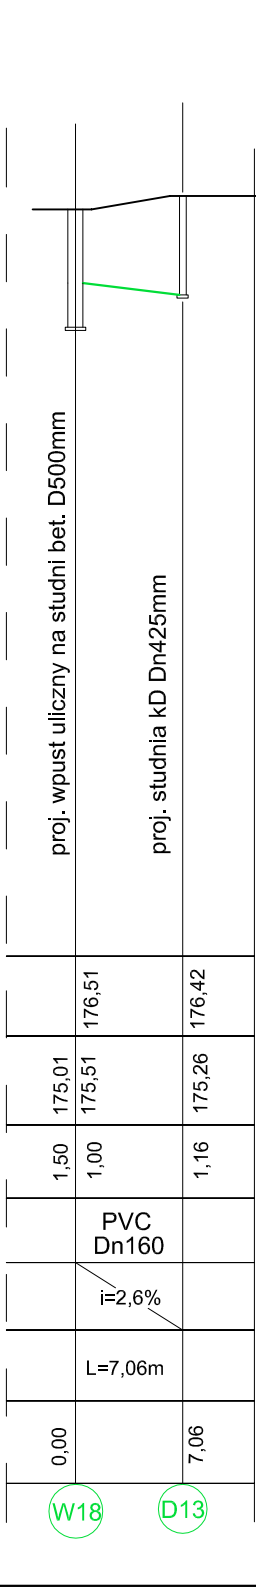 proj. wpust uliczny na studni bet. D500mm
proj. studnia kD Dn425mm
176,51
176,42
175,01
175,51
175,26
1,50
1,00
1,16
PVC
Dn160
i=2,6%
L=7,06m
0,00
7,06
W18
D13